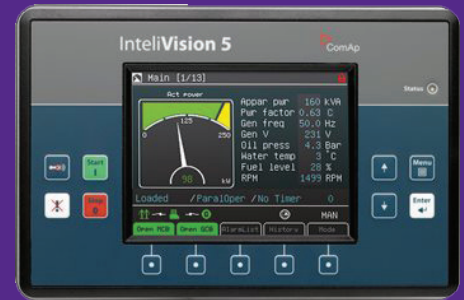 InteliVision 5
ComAp
Status
Main [1/13]
Act power
125
0
250
98
kW
Appar pwr 160 kVA
Pwr factor 0.63 C
Gen freq 50.0 Hz
Gen V 231 V
Oil press 4.3 Bar
Water temp 3 °C
Fuel level 28 %
RPM 1499 RPM
Loaded /ParalOper /No Timer 0
MAN
Open MCB Open GCB AlarmList History Mode
Start
I
Stop
0
Menu
Enter